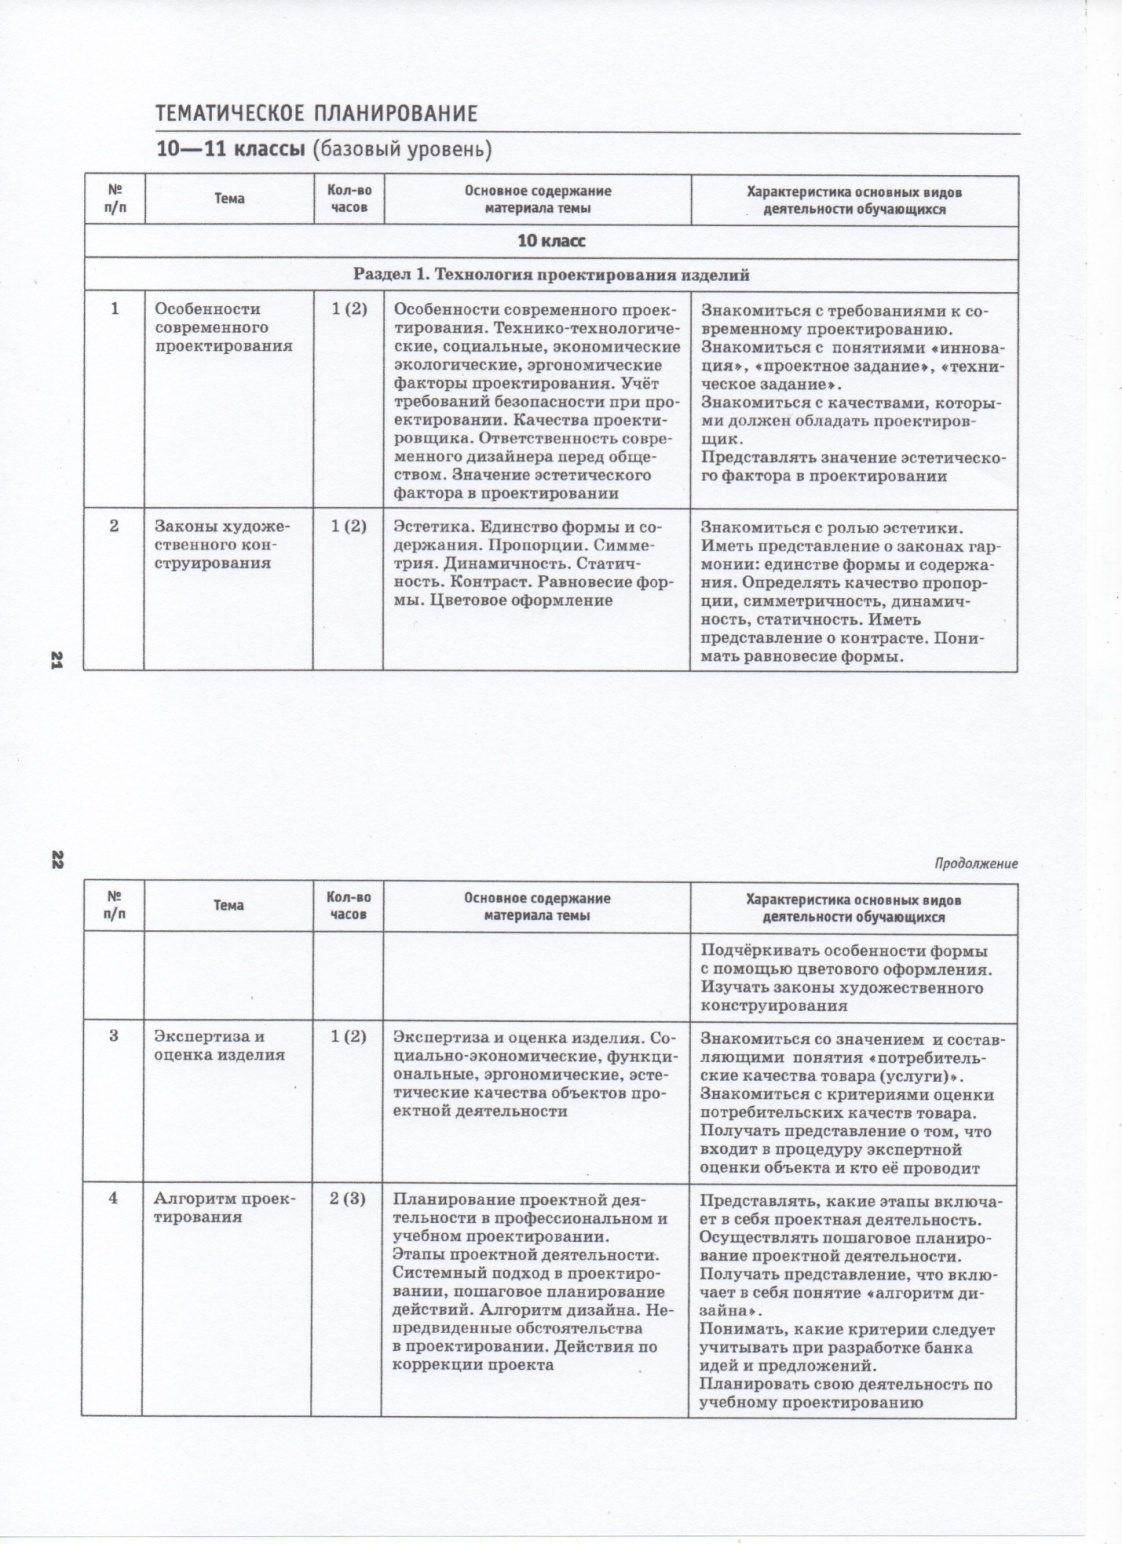 ТЕМАТИЧЕСКОЕ ПЛАНИРОВАНИЕ
10—11 классы (базовый уровень)
№
п/п
Тема
Кол-во
часов
Основное содержание
материала темы
Характеристика основных видов
деятельности обучающихся
10 класс
Раздел 1. Технология проектирования изделий
1
Особенности
современного
проектирования
1 (2)
Особенности современного проек-
тирования. Технико-технологиче-
ские, социальные, экономические
экологические, эргономические
факторы проектирования. Учёт
требований безопасности при про-
ектировании. Качества проекти-
ровщика. Ответственность совре-
менного дизайнера перед обще-
ством. Значение эстетического
фактора в проектировании
Знакомиться с требованиями к со-
временному проектированию.
Знакомиться с понятиями «иннова-
ция», «проектное задание», «техни-
ческое задание».
Знакомиться с качествами, которы-
ми должен обладать проектиров-
щик.
Представлять значение эстетическо-
го фактора в проектировании
2
Законы художе-
ственного кон-
струирования
1 (2)
Эстетика. Единство формы и со-
держания. Пропорции. Симме-
трия. Динамичность. Статич-
ность. Контраст. Равновесие фор-
мы. Цветовое оформление
Знакомиться с ролью эстетики.
Иметь представление о законах гар-
монии: единстве формы и содержа-
ния. Определять качество пропор-
ции, симметричность, динамич-
ность, статичность. Иметь
представление о контрасте. Пони-
мать равновесие формы.
21
22
Продолжение
№
п/п
Тема
Кол-во
часов
Основное содержание
материала темы
Характеристика основных видов
деятельности обучающихся
Подчёркивать особенности формы
с помощью цветового оформления.
Изучать законы художественного
конструирования
3
Экспертиза и
оценка изделия
1 (2)
Экспертиза и оценка изделия. Со-
циально-экономические, функци-
ональные, эргономические, эсте-
тические качества объектов про-
ектной деятельности
Знакомиться со значением и состав-
ляющими понятия «потребитель-
ские качества товара (услуги)».
Знакомиться с критериями оценки
потребительских качеств товара.
Получать представление о том, что
входит в процедуру экспертной
оценки объекта и кто её проводит
4
Алгоритм проек-
тирования
2 (3)
Планирование проектной дея-
тельности в профессиональном и
учебном проектировании.
Этапы проектной деятельности.
Системный подход в проектиро-
вании, пошаговое планирование
действий. Алгоритм дизайна. Не-
предвиденные обстоятельства
в проектировании. Действия по
коррекции проекта
Представлять, какие этапы включа-
ет в себя проектная деятельность.
Осуществлять пошаговое планиро-
вание проектной деятельности.
Получать представление, что вклю-
чает в себя понятие «алгоритм ди-
зайна».
Понимать, какие критерии следует
учитывать при разработке банка
идей и предложений.
Планировать свою деятельность по
учебному проектированию